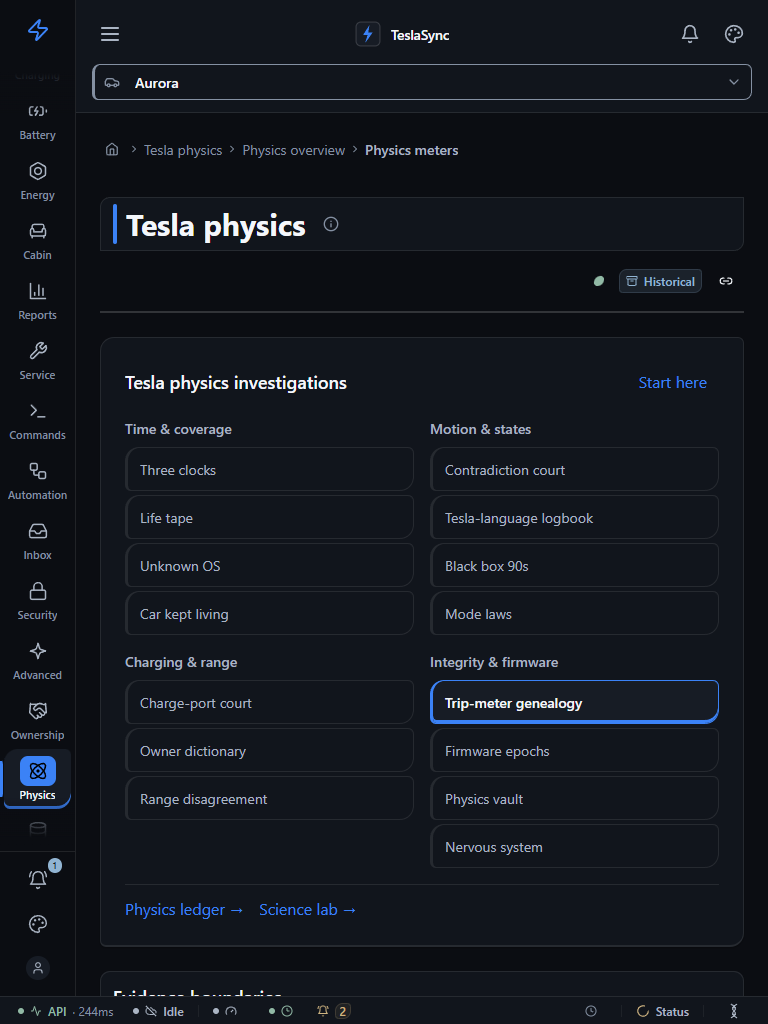 TeslaSync
Aurora
Battery
Energy
Cabin
Reports
Service
Commands
Automation
Inbox
Security
Advanced
Ownership
Physics
1
Tesla physics > Physics overview > Physics meters
Tesla physics
Historical
Tesla physics investigations
Start here
Time & coverage
Three clocks
Life tape
Unknown OS
Car kept living
Motion & states
Contradiction court
Tesla-language logbook
Black box 90s
Mode laws
Charging & range
Charge-port court
Owner dictionary
Range disagreement
Integrity & firmware
Trip-meter genealogy
Firmware epochs
Physics vault
Nervous system
Physics ledger → Science lab →
Evidence boundaries
API · 244ms Idle 2 Status